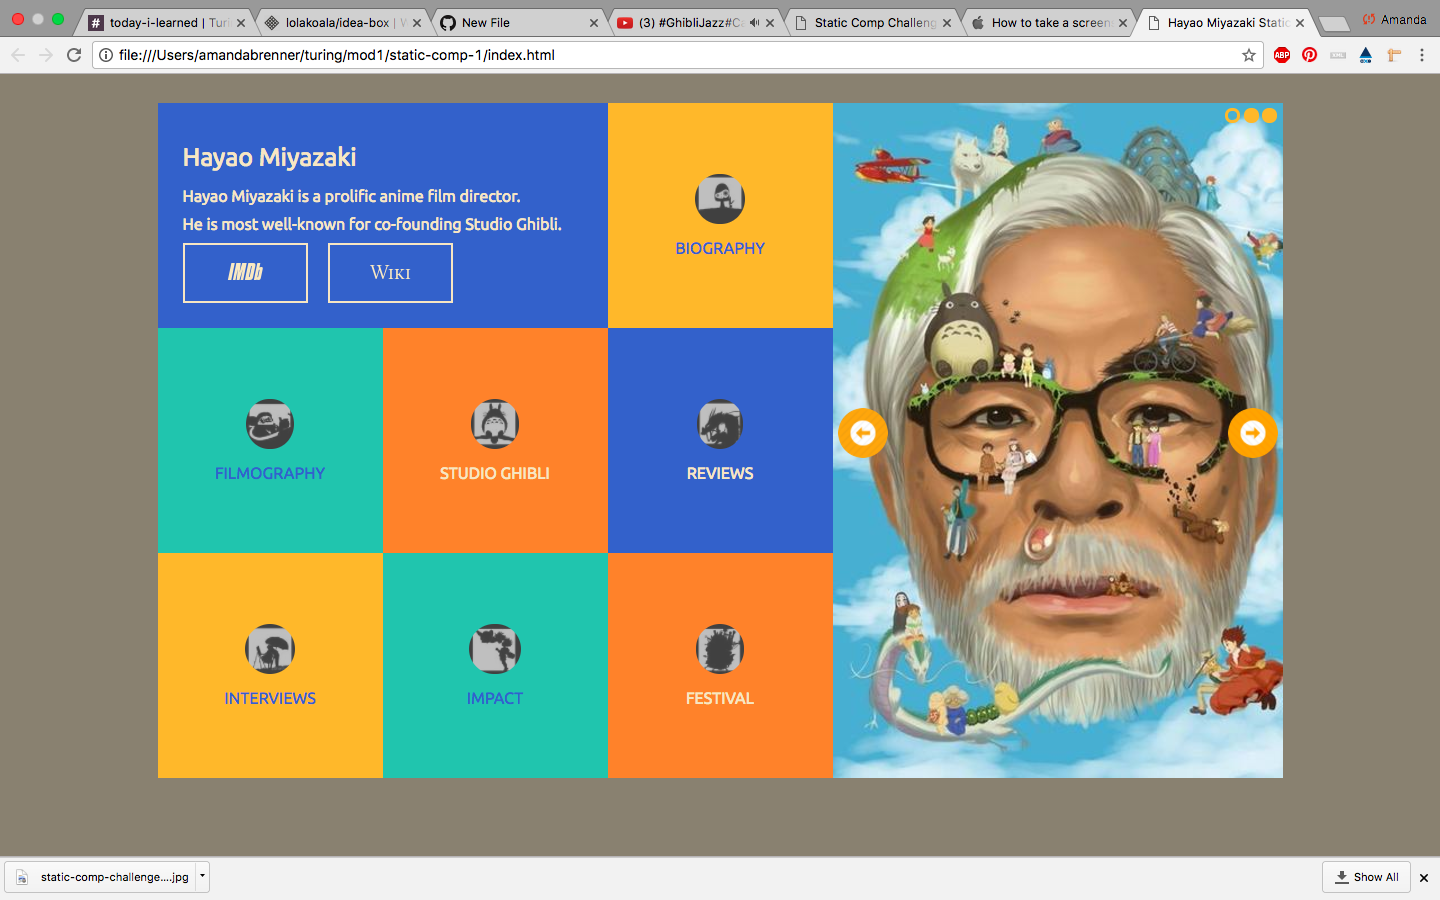 today-i-learned | Turi
lolakoala/idea-box | W
New File
(3) #GhibliJazz#Ca
Static Comp Challeng
How to take a screen
Hayao Miyazaki Static
Amanda
file:///Users/amandabrenner/turing/mod1/static-comp-1/index.html
ABP
Hayao Miyazaki
Hayao Miyazaki is a prolific anime film director.
He is most well-known for co-founding Studio Ghibli.
IMDb
Wiki
BIOGRAPHY
FILMOGRAPHY
STUDIO GHIBLI
REVIEWS
INTERVIEWS
IMPACT
FESTIVAL
static-comp-challenge....jpg
Show All